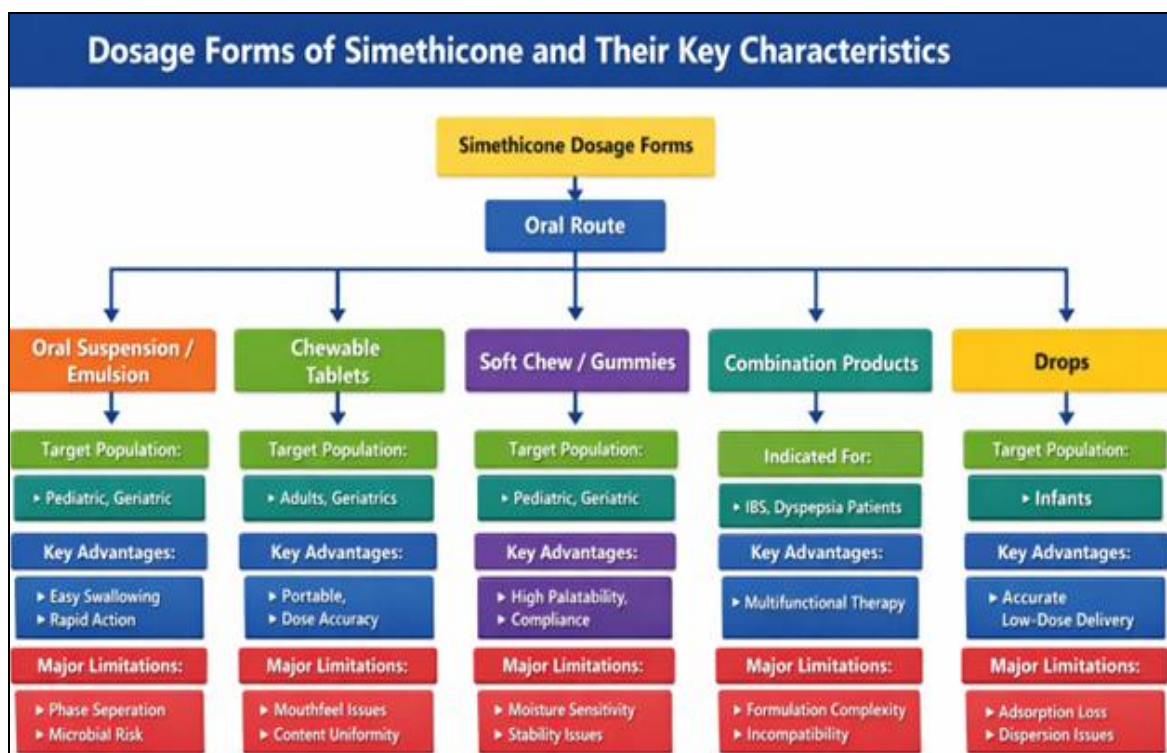 Dosage Forms of Simethicone and Their Key Characteristics
Simethicone Dosage Forms
Oral Route
Oral Suspension /
Emulsion
Target Population:
▸ Pediatric, Geriatric
Key Advantages:
▸ Easy Swallowing
▸ Rapid Action
Major Limitations:
▸ Phase Seperation
▸ Microbial Risk
Chewable
Tablets
Target Population:
▸ Adults, Geriatrics
Key Advantages:
▸ Portable,
▸ Dose Accuracy
Major Limitations:
▸ Mouthfeel Issues
▸ Content Uniformity
Soft Chew / Gummies
Target Population:
▸ Pediatric, Geriatric
Key Advantages:
▸ High Palatability,
▸ Compliance
Major Limitations:
▸ Moisture Sensitivity
▸ Stability Issues
Combination Products
Indicated For:
▸ IBS, Dyspepsia Patients
Key Advantages:
▸ Multifunctional Therapy
Major Limitations:
▸ Formulation Complexity
▸ Incompatibility
Drops
Target Population:
▸ Infants
Key Advantages:
▸ Accurate
Low-Dose Delivery
Major Limitations:
▸ Adsorption Loss
▸ Dispersion Issues